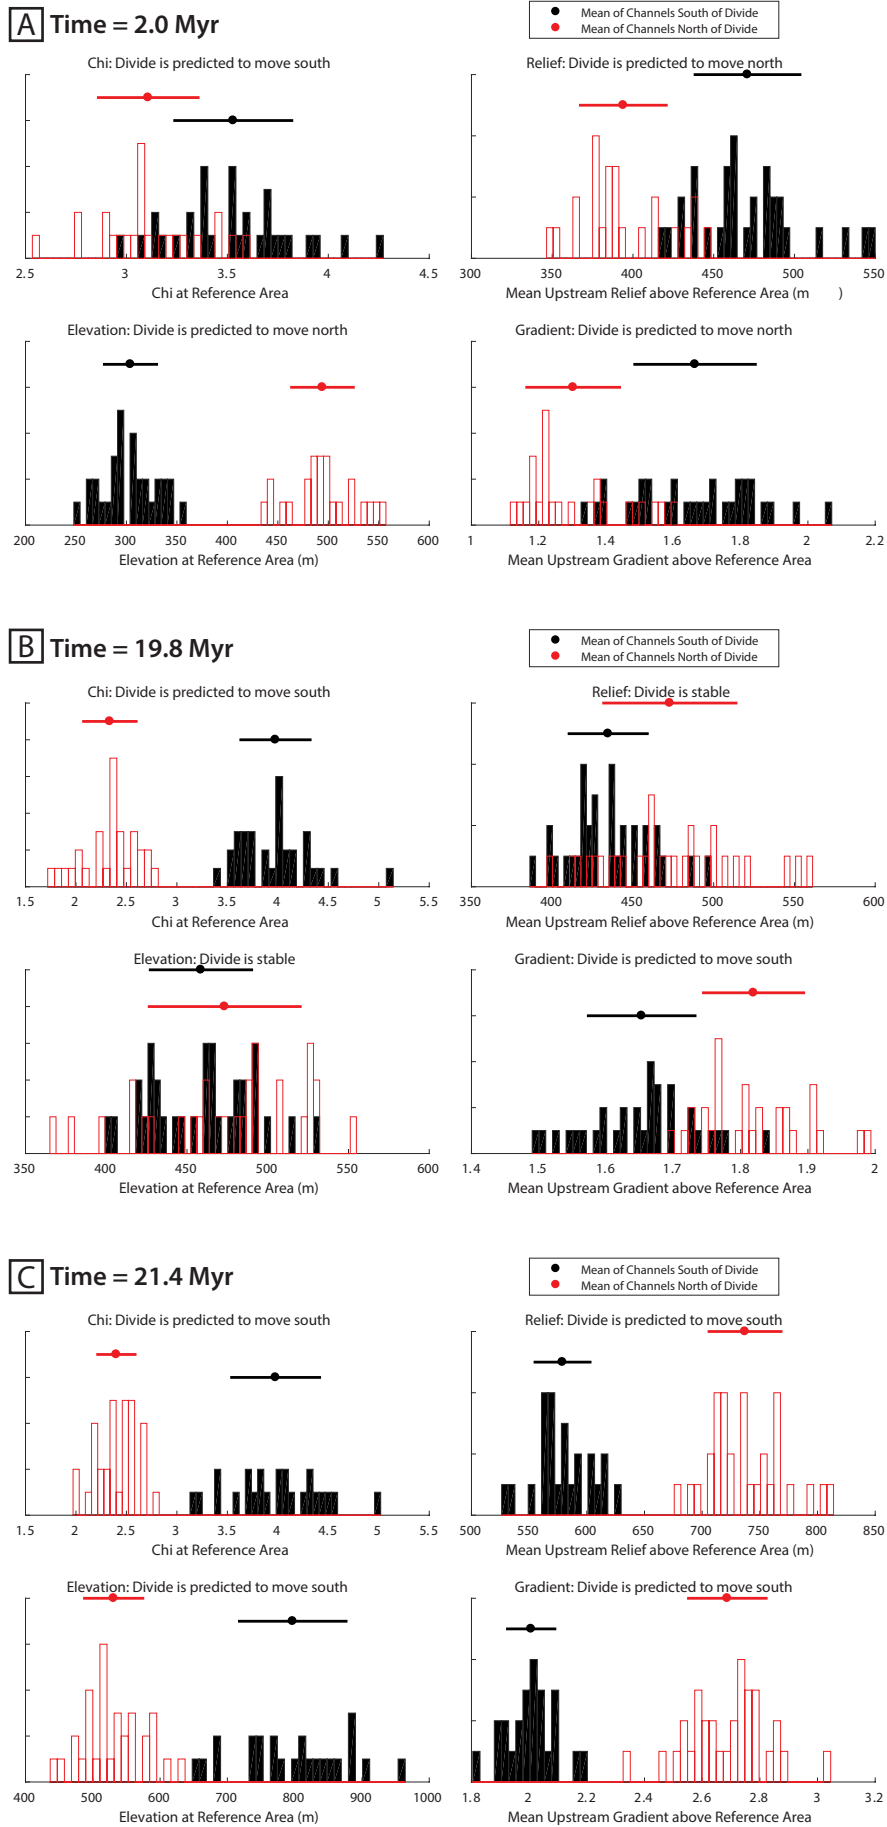 A Time = 2.0 Myr
Mean of Channels South of Divide
Mean of Channels North of Divide
Chi: Divide is predicted to move south
Relief: Divide is predicted to move north
2.5 3 3.5 4 4.5
Chi at Reference Area
300 350 400 450 500 550
Mean Upstream Relief above Reference Area (m )
Elevation: Divide is predicted to move north
Gradient: Divide is predicted to move north
200 250 300 350 400 450 500 550 600
Elevation at Reference Area (m)
1 1.2 1.4 1.6 1.8 2 2.2
Mean Upstream Gradient above Reference Area
B Time = 19.8 Myr
Mean of Channels South of Divide
Mean of Channels North of Divide
Chi: Divide is predicted to move south
Relief: Divide is stable
1.5 2 2.5 3 3.5 4 4.5 5 5.5
Chi at Reference Area
350 400 450 500 550 600
Mean Upstream Relief above Reference Area (m)
Elevation: Divide is stable
Gradient: Divide is predicted to move south
350 400 450 500 550 600
Elevation at Reference Area (m)
1.4 1.5 1.6 1.7 1.8 1.9 2
Mean Upstream Gradient above Reference Area
C Time = 21.4 Myr
Mean of Channels South of Divide
Mean of Channels North of Divide
Chi: Divide is predicted to move south
Relief: Divide is predicted to move south
1.5 2 2.5 3 3.5 4 4.5 5 5.5
Chi at Reference Area
500 550 600 650 700 750 800 850
Mean Upstream Relief above Reference Area (m)
Elevation: Divide is predicted to move south
Gradient: Divide is predicted to move south
400 500 600 700 800 900 1000
Elevation at Reference Area (m)
1.8 2 2.2 2.4 2.6 2.8 3 3.2
Mean Upstream Gradient above Reference Area